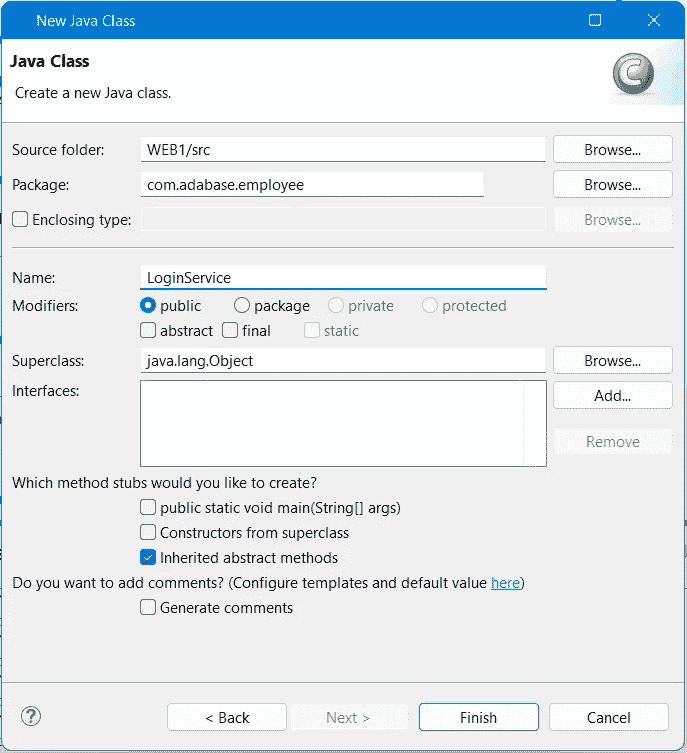 New Java Class
Java Class
Create a new Java class.
Source folder: WEB1/src Browse...
Package: com.adabase.employee Browse...
Enclosing type: Browse...
Name: LoginService
Modifiers: public package private protected
abstract final static
Superclass: java.lang.Object Browse...
Interfaces: Add...
Remove
Which method stubs would you like to create?
public static void main(String[] args)
Constructors from superclass
Inherited abstract methods
Do you want to add comments? (Configure templates and default value here)
Generate comments
? < Back Next > Finish Cancel